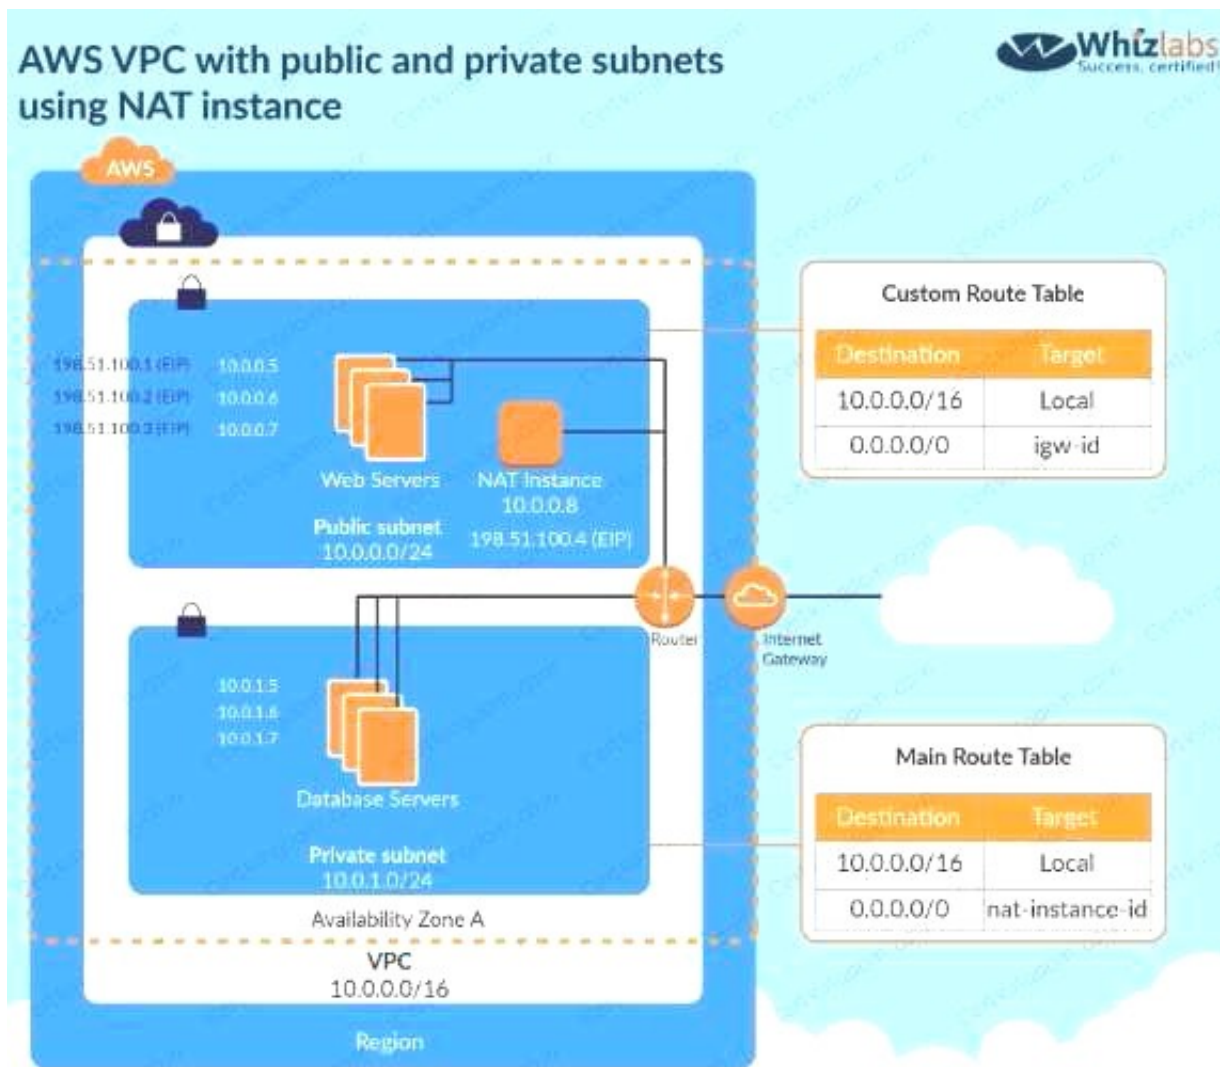 AWS VPC with public and private subnets
using NAT instance
Whizlabs
Success, certified!
AWS
198.51.100.1 (EIP) 10.0.0.5
198.51.100.2 (EIP) 10.0.0.6
198.51.100.3 (EIP) 10.0.0.7
Web Servers
NAT Instance
10.0.0.8
198.51.100.4 (EIP)
Public subnet
10.0.0.0/24
Custom Route Table
Destination Target
10.0.0.0/16 Local
0.0.0.0/0 igw-id
Router
Internet
Gateway
10.0.1.5
10.0.1.6
10.0.1.7
Database Servers
Private subnet
10.0.1.0/24
Availability Zone A
VPC
10.0.0.0/16
Region
Main Route Table
Destination Target
10.0.0.0/16 Local
0.0.0.0/0 nat-instance-id